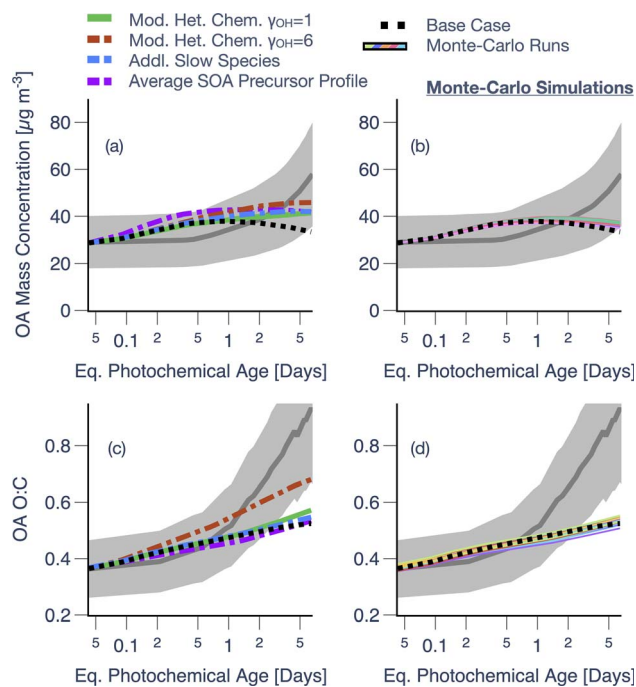 Mod. Het. Chem. γOH=1
Mod. Het. Chem. γOH=6
Addl. Slow Species
Average SOA Precursor Profile
Base Case
Monte-Carlo Runs
Monte-Carlo Simulations
OA Mass Concentration [µg m-3]
80
60
40
20
0
(a)
5
0.1
2
5
1
2
5
Eq. Photochemical Age [Days]
80
60
40
20
0
(b)
5
0.1
2
5
1
2
5
Eq. Photochemical Age [Days]
OA O:C
0.8
0.6
0.4
0.2
(c)
5
0.1
2
5
1
2
5
Eq. Photochemical Age [Days]
0.8
0.6
0.4
0.2
(d)
5
0.1
2
5
1
2
5
Eq. Photochemical Age [Days]